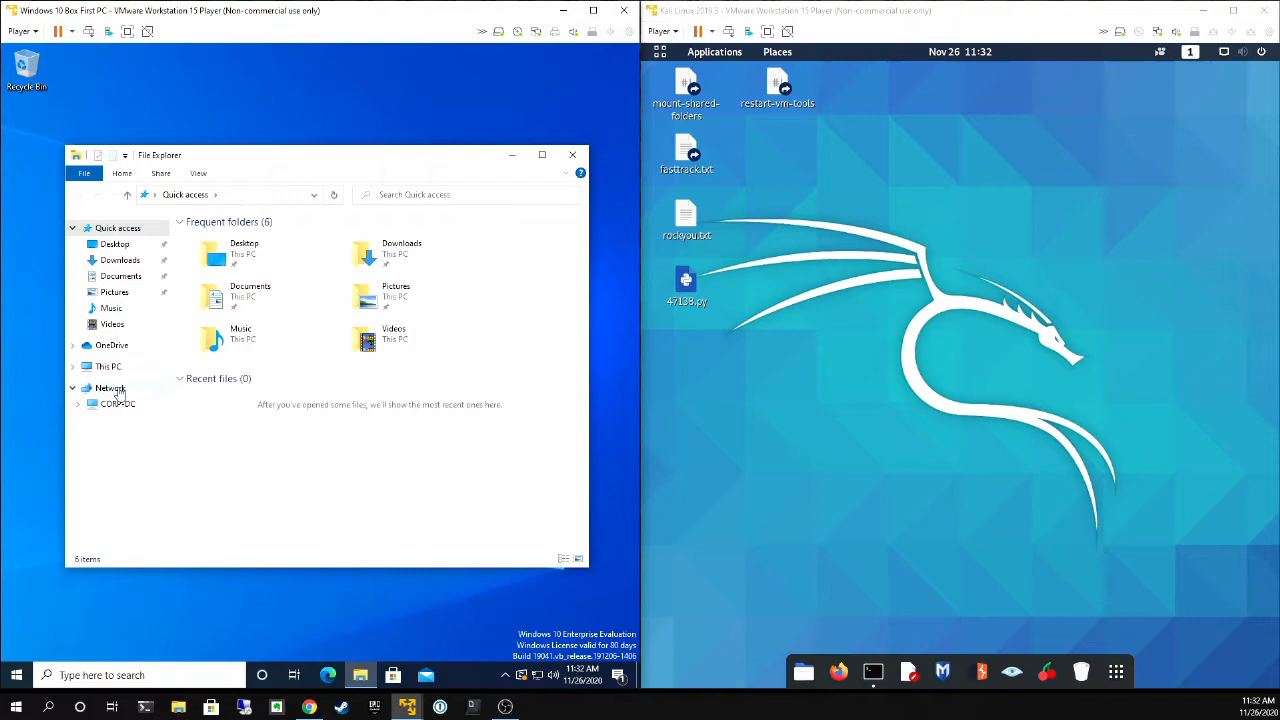 Windows 10 Box First PC - VMware Workstation 15 Player (Non-commercial use only)
Player
Recycle Bin
File Explorer
File
Home
Share
View
Quick access
Search Quick access
Quick access
Desktop
Downloads
Documents
Pictures
Music
Videos
OneDrive
This PC
Network
Frequent folders (6)
Desktop
This PC
Downloads
This PC
Documents
This PC
Pictures
This PC
Music
This PC
Videos
This PC
Recent files (0)
After you've opened some files, we'll show the most recent ones here.
6 items
Windows 10 Enterprise Evaluation
Windows License valid for 80 days
Build 19041.vb_release.191206-1406
Type here to search
11:32 AM
11/26/2020
1
Kali Linux 2019.3 - VMware Workstation 15 Player (Non-commercial use only)
Player
Applications
Places
Nov 26 11:32
1
mount-shared-
folders
restart-vm-tools
fasttrack.txt
rockyou.txt
47138.py
11:32 AM
11/26/2020